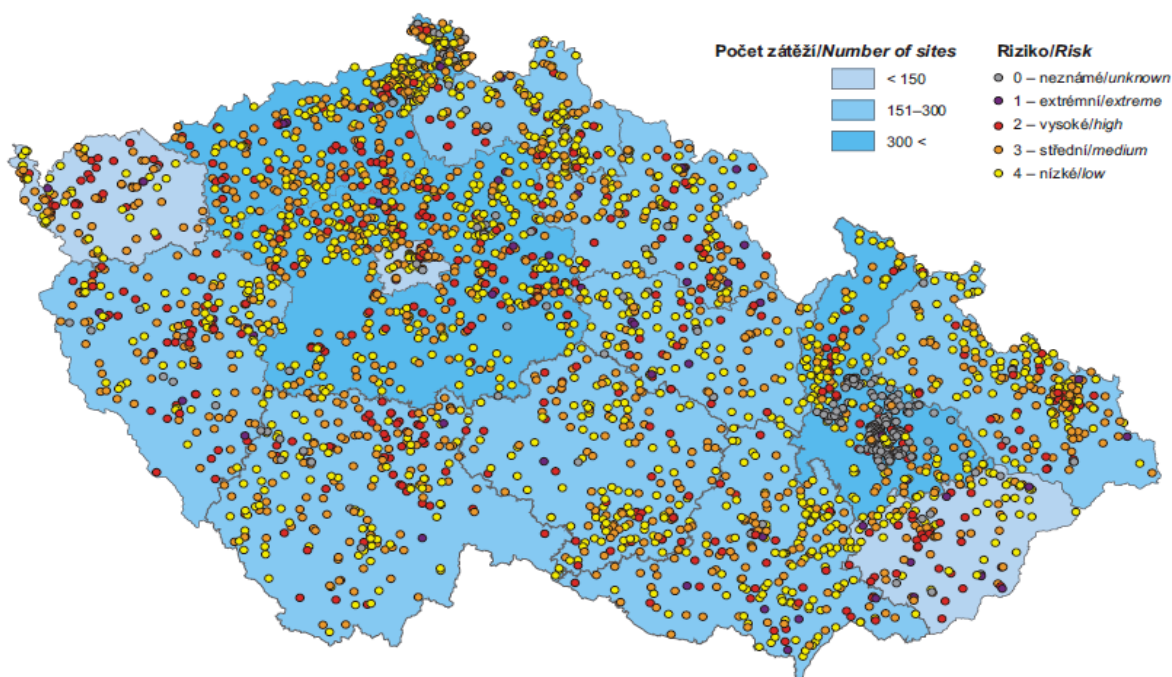 Počet zátěží/Number of sites
< 150
151–300
300 <
Riziko/Risk
0 – neznámé/unknown
1 – extrémní/extreme
2 – vysoké/high
3 – střední/medium
4 – nízké/low